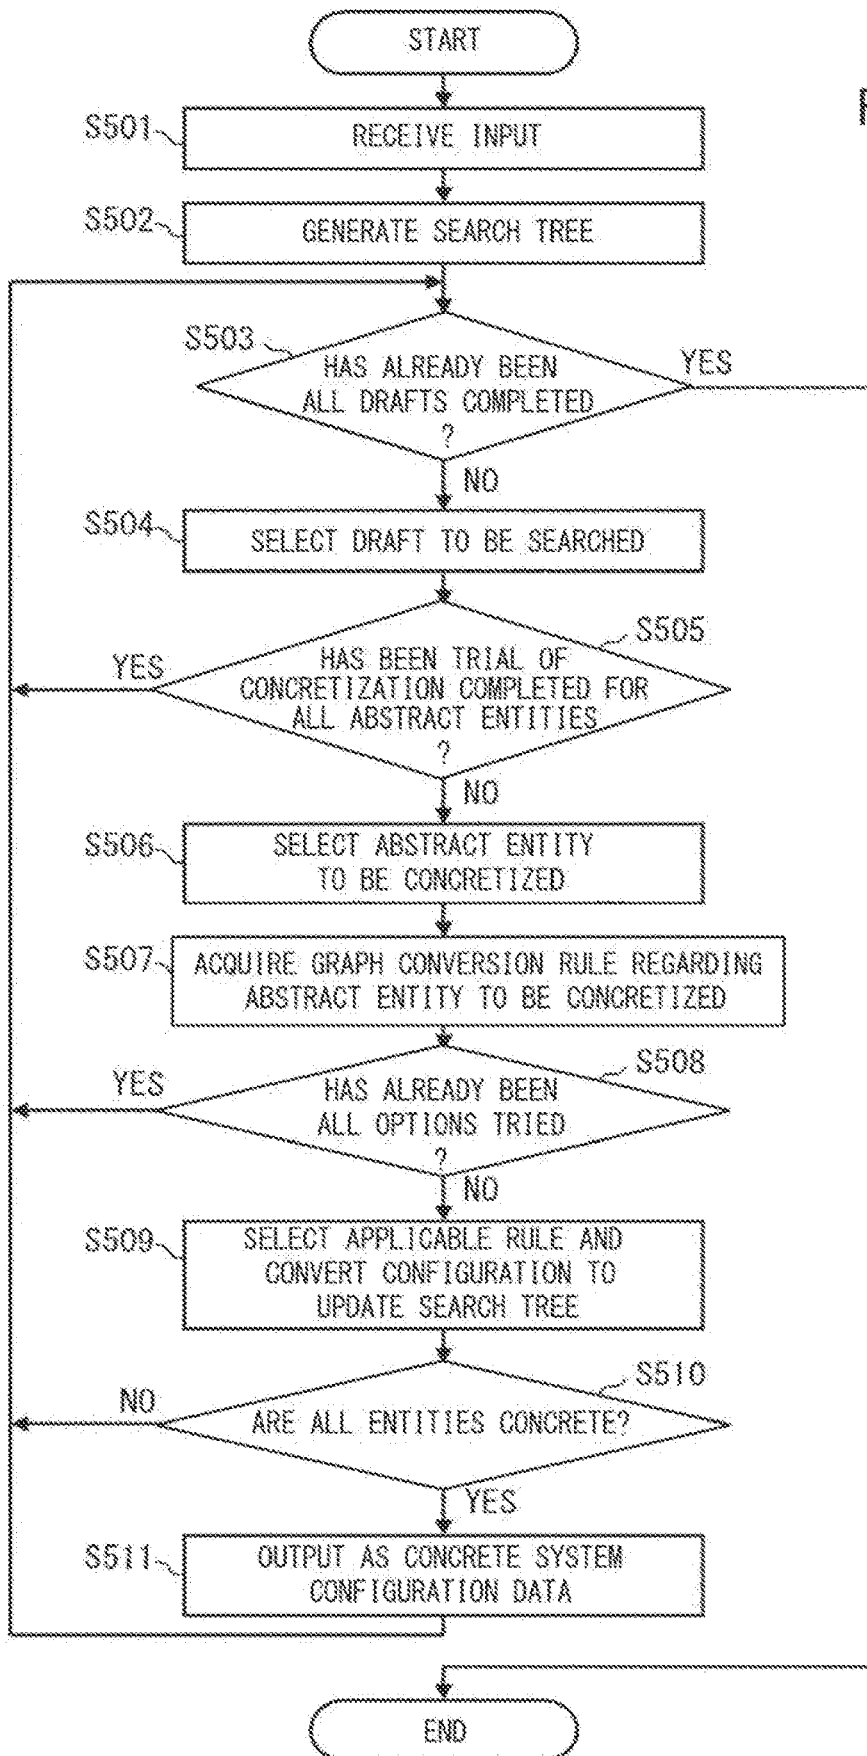 START
S501
RECEIVE INPUT
S502
GENERATE SEARCH TREE
S503
HAS ALREADY BEEN
ALL DRAFTS COMPLETED
?
YES
NO
S504
SELECT DRAFT TO BE SEARCHED
S505
YES
HAS BEEN TRIAL OF
CONCRETIZATION COMPLETED FOR
ALL ABSTRACT ENTITIES
?
NO
S506
SELECT ABSTRACT ENTITY
TO BE CONCRETIZED
S507
ACQUIRE GRAPH CONVERSION RULE REGARDING
ABSTRACT ENTITY TO BE CONCRETIZED
S508
YES
HAS ALREADY BEEN
ALL OPTIONS TRIED
?
NO
S509
SELECT APPLICABLE RULE AND
CONVERT CONFIGURATION TO
UPDATE SEARCH TREE
S510
NO
ARE ALL ENTITIES CONCRETE?
YES
S511
OUTPUT AS CONCRETE SYSTEM
CONFIGURATION DATA
END